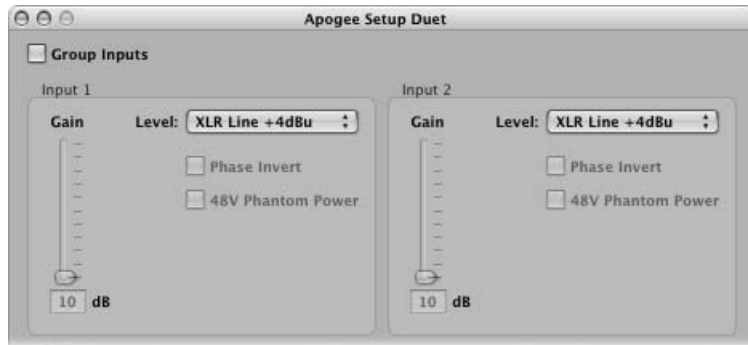 Apogee Setup Duet
Group Inputs
Input 1
Gain
Level: XLR Line +4dBu
Phase Invert
48V Phantom Power
10 dB
Input 2
Gain
Level: XLR Line +4dBu
Phase Invert
48V Phantom Power
10 dB